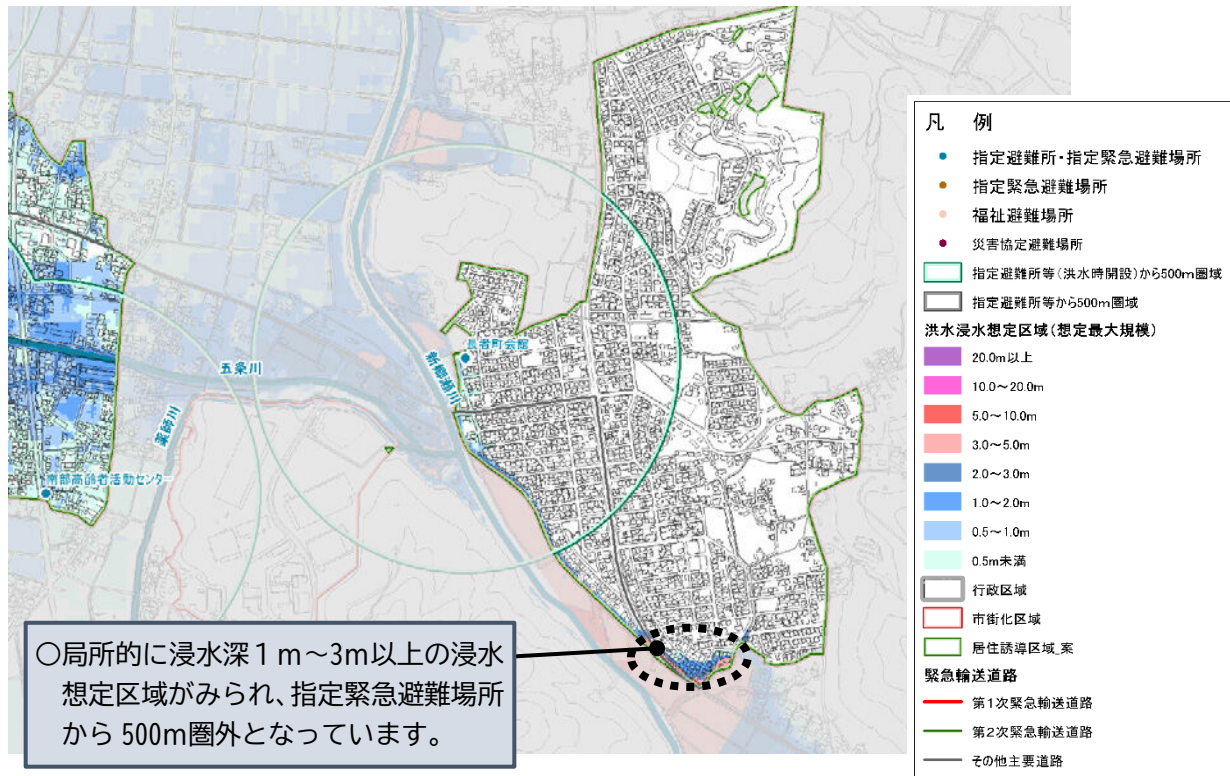 五条川
薬師川
新郷瀬川
長者町会館
南部高齢者活動センター
○局所的に浸水深1m～3m以上の浸水
想定区域がみられ、指定緊急避難場所
から500m圏外となっています。
凡 例
指定避難所・指定緊急避難場所
指定緊急避難場所
福祉避難場所
災害協定避難場所
指定避難所等(洪水時開設)から500m圏域
指定避難所等から500m圏域
洪水浸水想定区域(想定最大規模)
20.0m以上
10.0～20.0m
5.0～10.0m
3.0～5.0m
2.0～3.0m
1.0～2.0m
0.5～1.0m
0.5m未満
行政区域
市街化区域
居住誘導区域_案
緊急輸送道路
第1次緊急輸送道路
第2次緊急輸送道路
その他主要道路